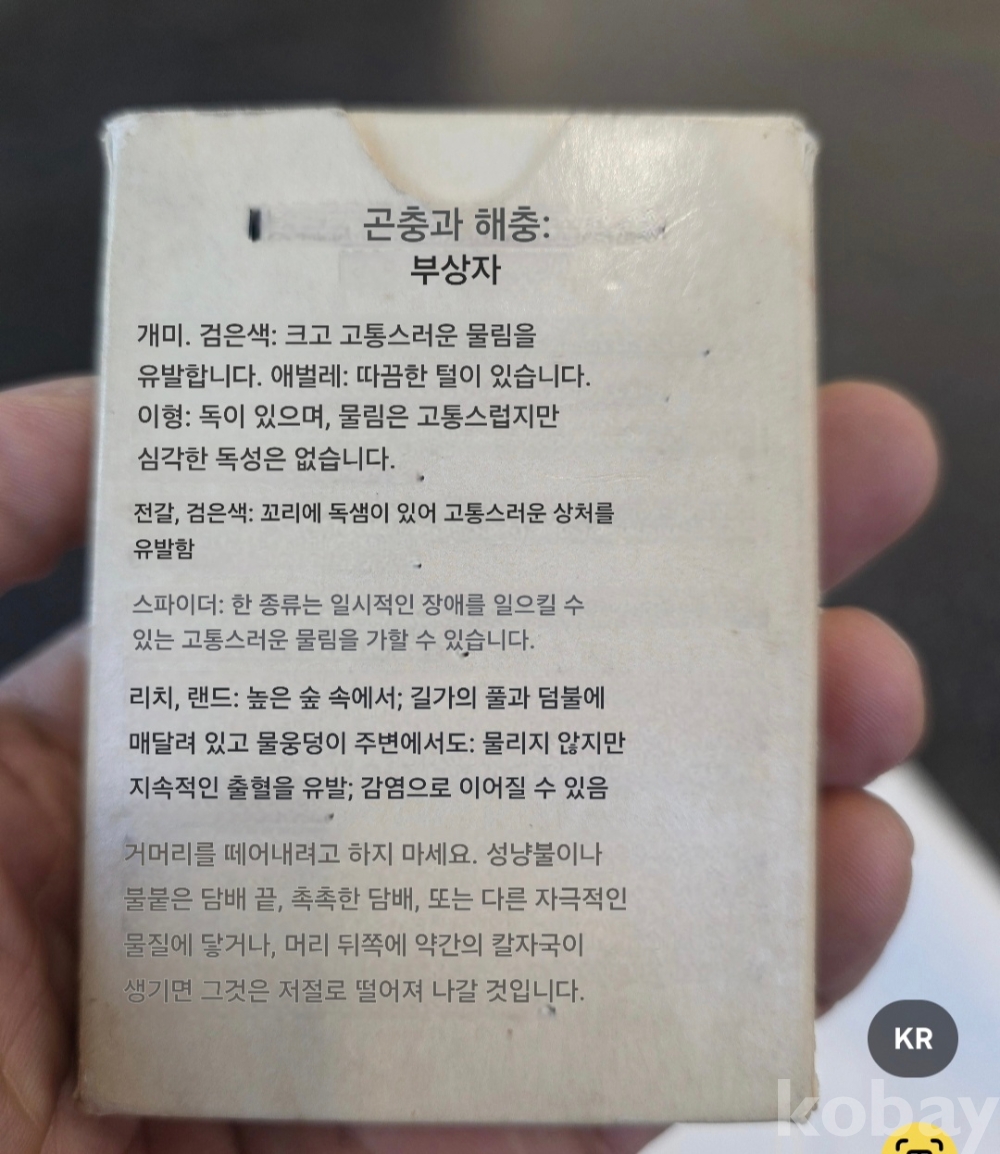 곤충과 해충:
부상자
개미. 검은색: 크고 고통스러운 물림을
유발합니다. 애벌레: 따끔한 털이 있습니다.
이형: 독이 있으며, 물림은 고통스럽지만
심각한 독성은 없습니다.
전갈, 검은색: 꼬리에 독샘이 있어 고통스러운 상처를
유발함
스파이더: 한 종류는 일시적인 장애를 일으킬 수
있는 고통스러운 물림을 가할 수 있습니다.
리치, 랜드: 높은 숲 속에서; 길가의 풀과 덤불에
매달려 있고 물웅덩이 주변에서도: 물리지 않지만
지속적인 출혈을 유발; 감염으로 이어질 수 있음
거머리를 떼어내려고 하지 마세요. 성냥불이나
불붙은 담배 끝, 촉촉한 담배, 또는 다른 자극적인
물질에 닿거나, 머리 뒤쪽에 약간의 칼자국이
생기면 그것은 저절로 떨어져 나갈 것입니다.
KR
kobay